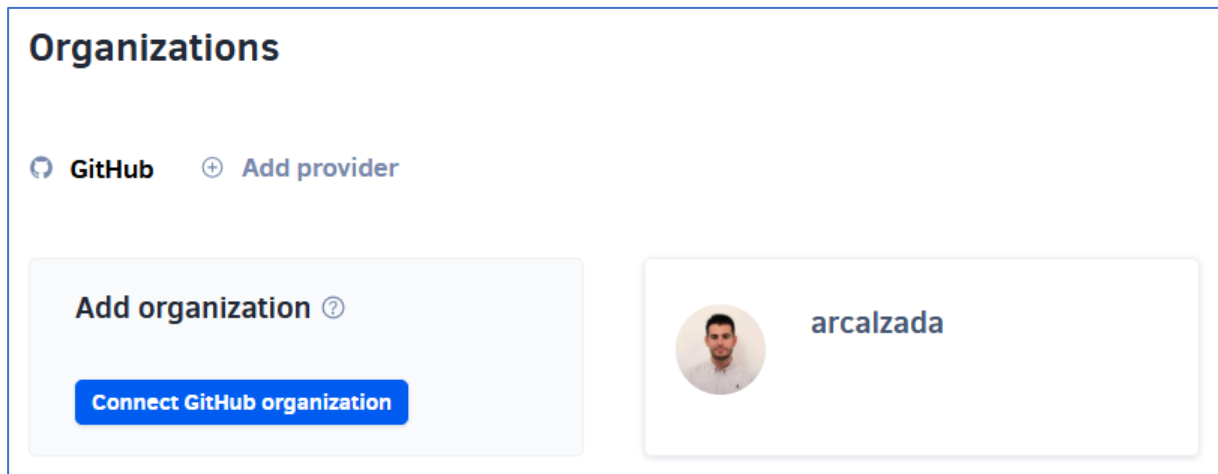 Organizations
GitHub
Add provider
Add organization ?
Connect GitHub organization
arcalzada